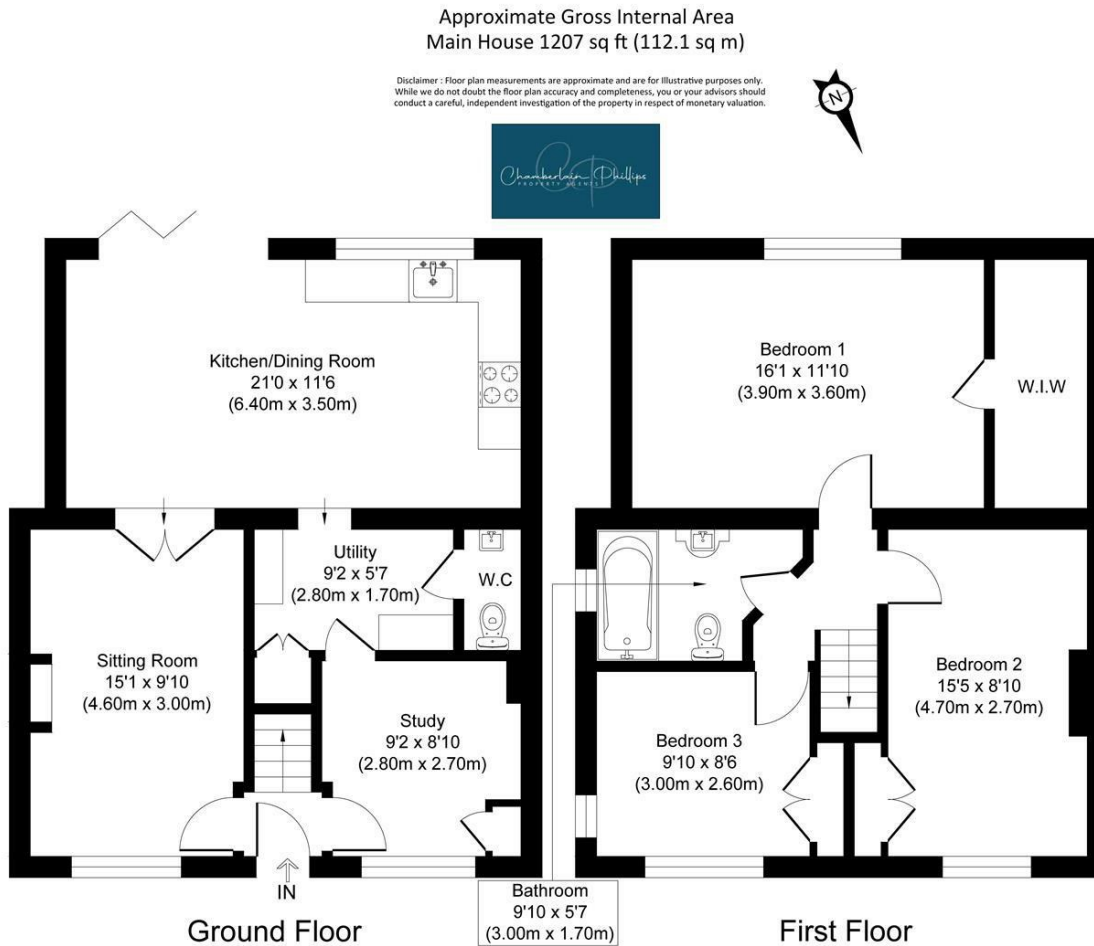 Approximate Gross Internal Area
Main House 1207 sq ft (112.1 sq m)
Disclaimer : Floor plan measurements are approximate and are for Illustrative purposes only.
While we do not doubt the floor plan accuracy and completeness, you or your advisors should
conduct a careful, independent investigation of the property in respect of monetary valuation.
N
Chamberlain Phillips
PROPERTY AGENTS
Kitchen/Dining Room
21'0 x 11'6
(6.40m x 3.50m)
Utility
9'2 x 5'7
(2.80m x 1.70m)
W.C
Sitting Room
15'1 x 9'10
(4.60m x 3.00m)
Study
9'2 x 8'10
(2.80m x 2.70m)
IN
Ground Floor
Bedroom 1
16'1 x 11'10
(3.90m x 3.60m)
W.I.W
Bedroom 2
15'5 x 8'10
(4.70m x 2.70m)
Bedroom 3
9'10 x 8'6
(3.00m x 2.60m)
Bathroom
9'10 x 5'7
(3.00m x 1.70m)
First Floor